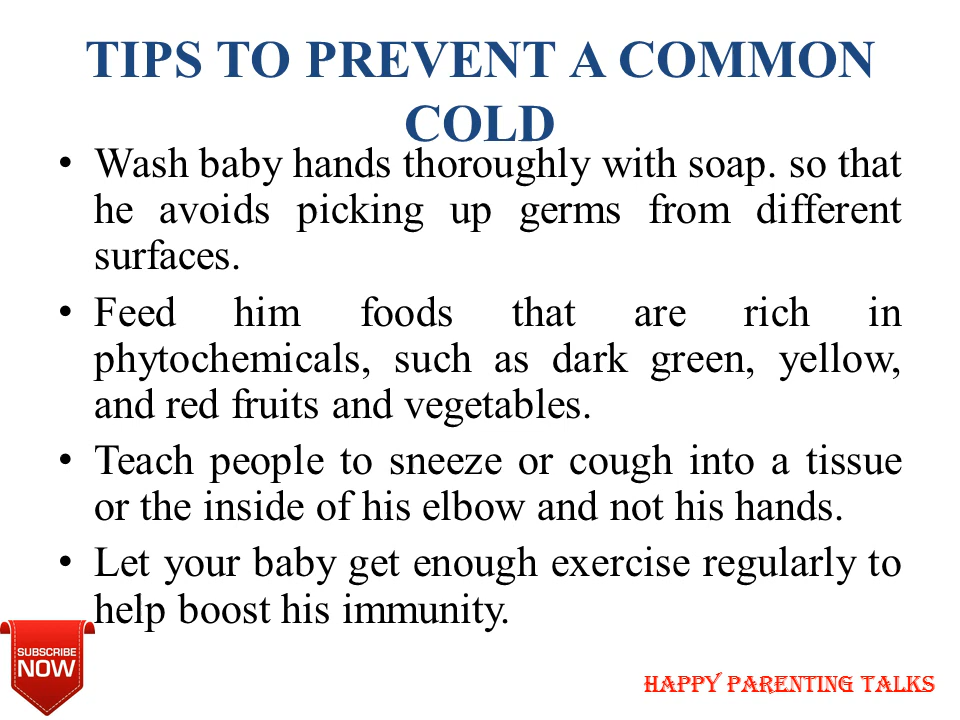 TIPS TO PREVENT A COMMON
COLD
• Wash baby hands thoroughly with soap. so that
he avoids picking up germs from different
surfaces.
• Feed him foods that are rich in
phytochemicals, such as dark green, yellow,
and red fruits and vegetables.
• Teach people to sneeze or cough into a tissue
or the inside of his elbow and not his hands.
• Let your baby get enough exercise regularly to
help boost his immunity.
SUBSCRIBE
NOW
HAPPY PARENTING TALKS